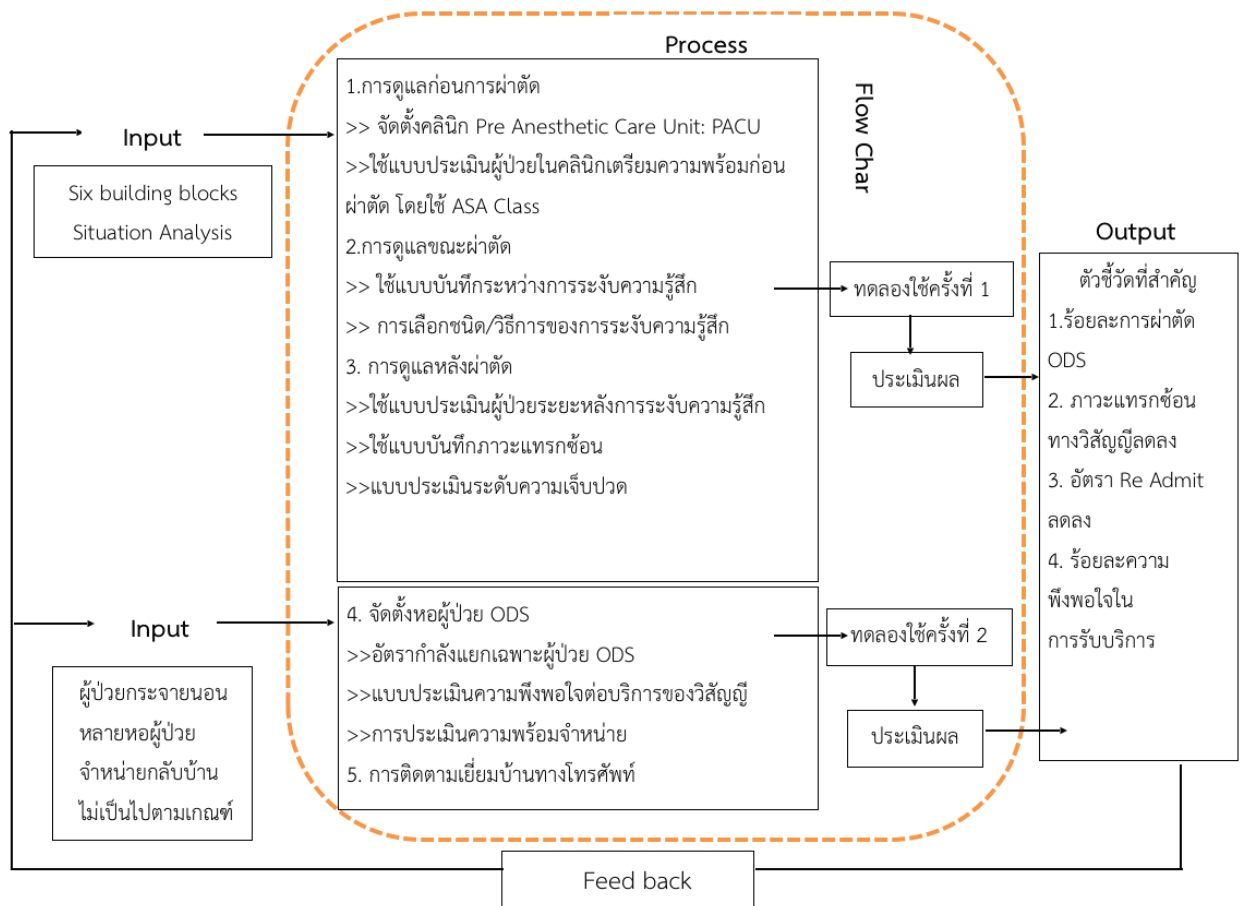 Process
1.การดูแลก่อนการผ่าตัด
>> จัดตั้งคลินิก Pre Anesthetic Care Unit: PACU
>>ใช้แบบประเมินผู้ป่วยในคลินิกเตรียมความพร้อมก่อน
ผ่าตัด โดยใช้ ASA Class
2.การดูแลขณะผ่าตัด
>> ใช้แบบบันทึกระหว่างการระงับความรู้สึก
>> การเลือกชนิด/วิธีการของการระงับความรู้สึก
3. การดูแลหลังผ่าตัด
>>ใช้แบบประเมินผู้ป่วยระยะหลังการระงับความรู้สึก
>>ใช้แบบบันทึกภาวะแทรกซ้อน
>>แบบประเมินระดับความเจ็บปวด
Input
Six building blocks
Situation Analysis
Flow Char
ทดลองใช้ครั้งที่ 1
ประเมินผล
Output
ตัวชี้วัดที่สำคัญ
1.ร้อยละการผ่าตัด
ODS
2. ภาวะแทรกซ้อน
ทางวิสัญญีลดลง
3. อัตรา Re Admit
ลดลง
4. ร้อยละความ
พึงพอใจใน
การรับบริการ
Input
ผู้ป่วยกระจายนอน
หลายหอผู้ป่วย
จำหน่ายกลับบ้าน
ไม่เป็นไปตามเกณฑ์
4. จัดตั้งหอผู้ป่วย ODS
>>อัตรากำลังแยกเฉพาะผู้ป่วย ODS
>>แบบประเมินความพึงพอใจต่อบริการของวิสัญญี
>>การประเมินความพร้อมจำหน่าย
5. การติดตามเยี่ยมบ้านทางโทรศัพท์
ทดลองใช้ครั้งที่ 2
ประเมินผล
Feed back